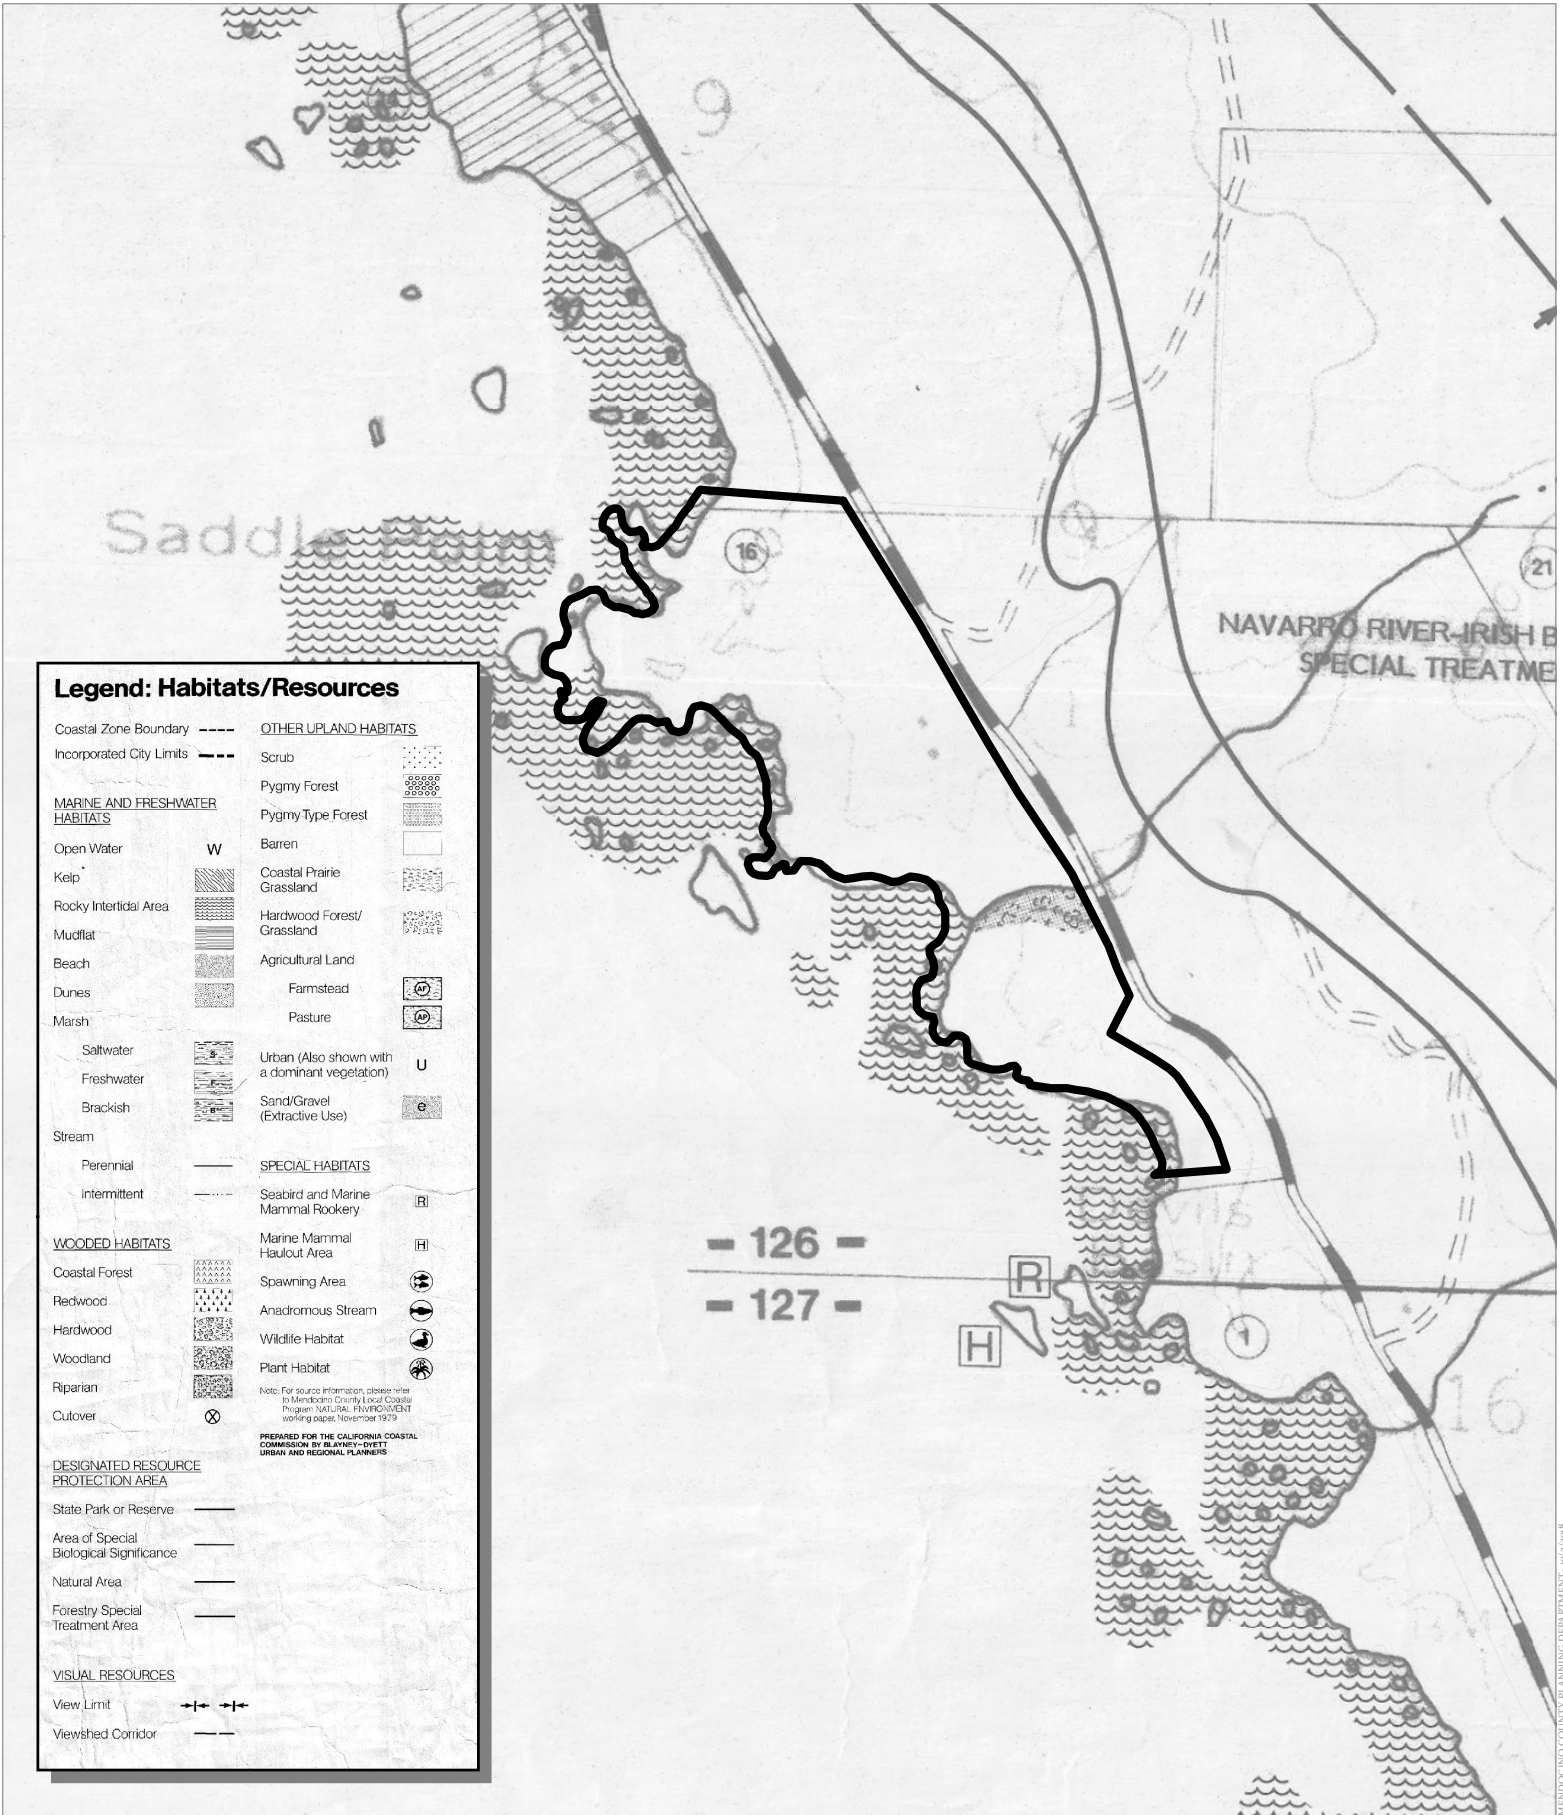 9
Saddle Point
16
21
NAVARRO RIVER-IRISH B
SPECIAL TREATME
Legend: Habitats/Resources
Coastal Zone Boundary
Incorporated City Limits
MARINE AND FRESHWATER
HABITATS
Open Water W
Kelp
Rocky Intertidal Area
Mudflat
Beach
Dunes
Marsh
Saltwater S
Freshwater F
Brackish B
Stream
Perennial
Intermittent
WOODED HABITATS
Coastal Forest
Redwood
Hardwood
Woodland
Riparian
Cutover X
DESIGNATED RESOURCE
PROTECTION AREA
State Park or Reserve
Area of Special
Biological Significance
Natural Area
Forestry Special
Treatment Area
VISUAL RESOURCES
View Limit
Viewshed Corridor
OTHER UPLAND HABITATS
Scrub
Pygmy Forest
Pygmy Type Forest
Barren
Coastal Prairie
Grassland
Hardwood Forest/
Grassland
Agricultural Land
Farmstead AF
Pasture AP
Urban (Also shown with
a dominant vegetation) U
Sand/Gravel
(Extractive Use) e
SPECIAL HABITATS
Seabird and Marine
Mammal Rookery R
Marine Mammal
Haulout Area H
Spawning Area
Anadromous Stream
Wildlife Habitat
Plant Habitat
Note: For source information, please refer
to Mendocino County Local Coastal
Program NATURAL ENVIRONMENT
working paper, November 1979
PREPARED FOR THE CALIFORNIA COASTAL
COMMISSION BY BLAYNEY-DYETT
URBAN AND REGIONAL PLANNERS
126
127
R
H
1
16
MENDOCINO COUNTY PLANNING DEPARTMENT